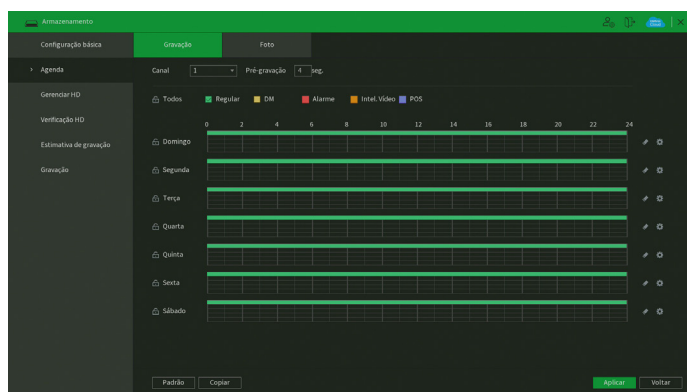 Armazenamento
Configuração básica
Gravação
Foto
> Agenda
Canal 1 Pré-gravação 4 seg.
Gerenciar HD
Todos Regular DM Alarme Intel. Vídeo POS
Verificação HD
0 2 4 6 8 10 12 14 16 18 20 22 24
Estimativa de gravação
Domingo
Gravação
Segunda
Terça
Quarta
Quinta
Sexta
Sábado
Padrão Copiar Aplicar Voltar